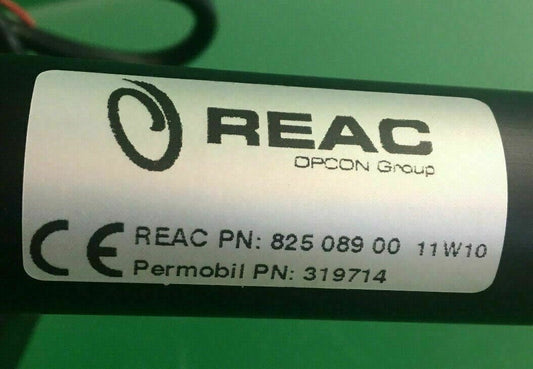 REAC
OPCON Group
REAC PN: 825 089 00 11W10
CE Permobil PN: 319714